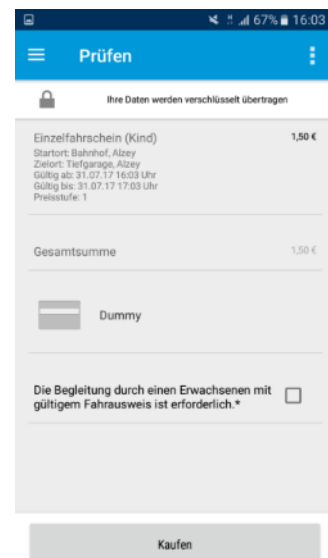 67% 16:03
Prüfen
Ihre Daten werden verschlüsselt übertragen
Einzelfahrschein (Kind) 1,50 €
Startort: Bahnhof, Alzey
Zielort: Tiefgarage, Alzey
Gültig ab: 31.07.17 16:03 Uhr
Gültig bis: 31.07.17 17:03 Uhr
Preisstufe: 1
Gesamtsumme 1,50 €
Dummy
Die Begleitung durch einen Erwachsenen mit
gültigem Fahrausweis ist erforderlich.*
Kaufen